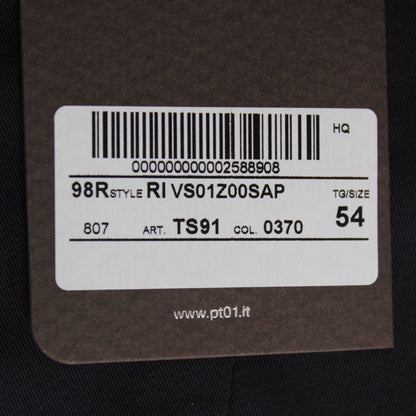 HQ
000000000002588908
98R STYLE RI VS01Z00SAP TG/SIZE
807 ART. TS91 COL. 0370 54
www.pt01.it